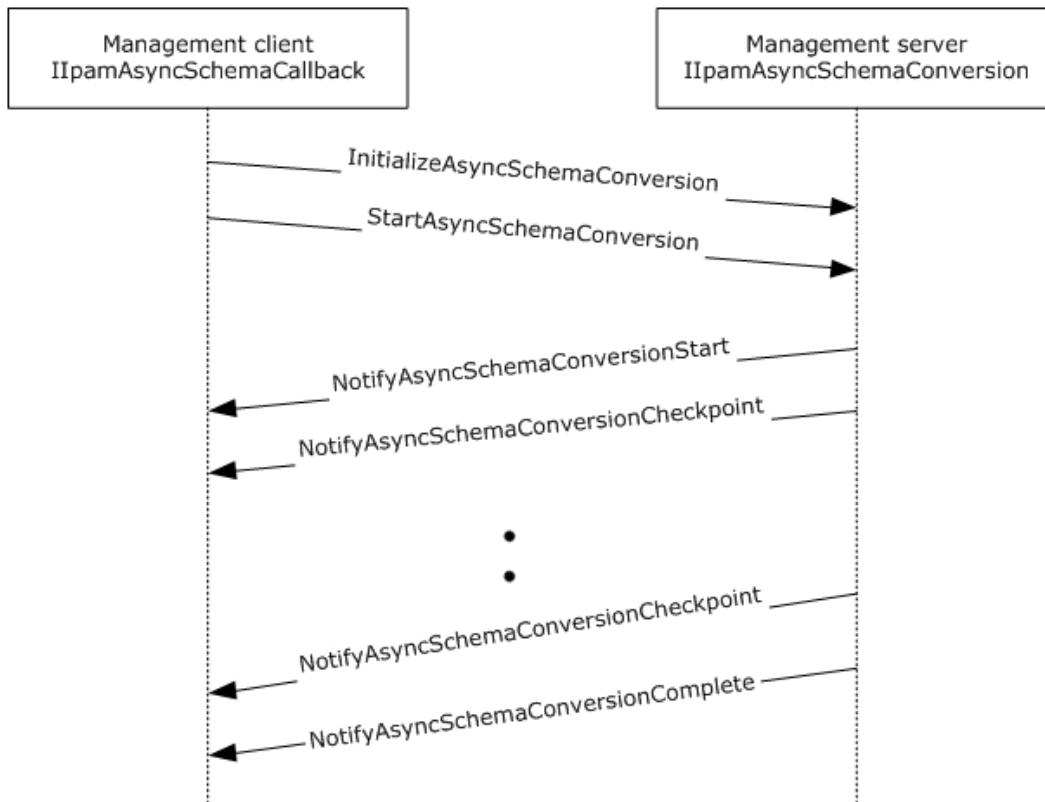 Management client
IIpamAsyncSchemaCallback
Management server
IIpamAsyncSchemaConversion
InitializeAsyncSchemaConversion
StartAsyncSchemaConversion
NotifyAsyncSchemaConversionStart
NotifyAsyncSchemaConversionCheckpoint
NotifyAsyncSchemaConversionCheckpoint
NotifyAsyncSchemaConversionComplete